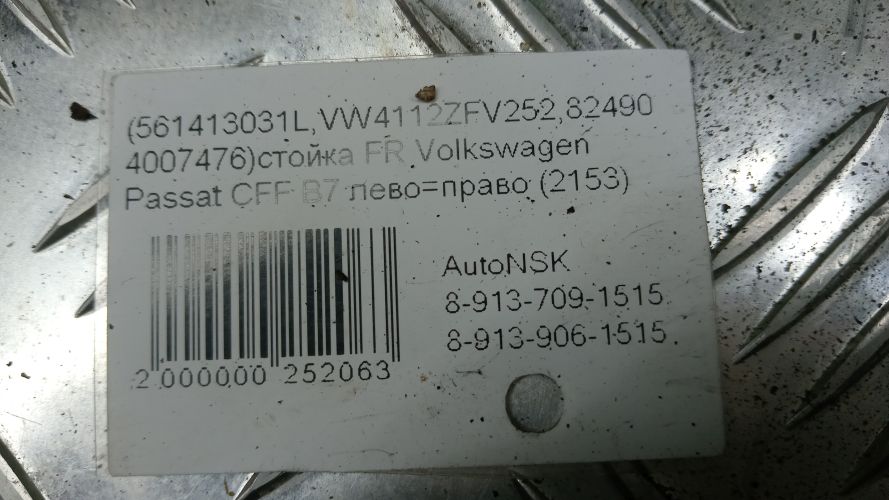 (561413031L,VW4112ZFV252,82490
4007476)стойка FR Volkswagen
Passat CFF B7 лево=право (2153)
AutoNSK
8-913-709-1515
8-913-906-1515
2 000000 252063